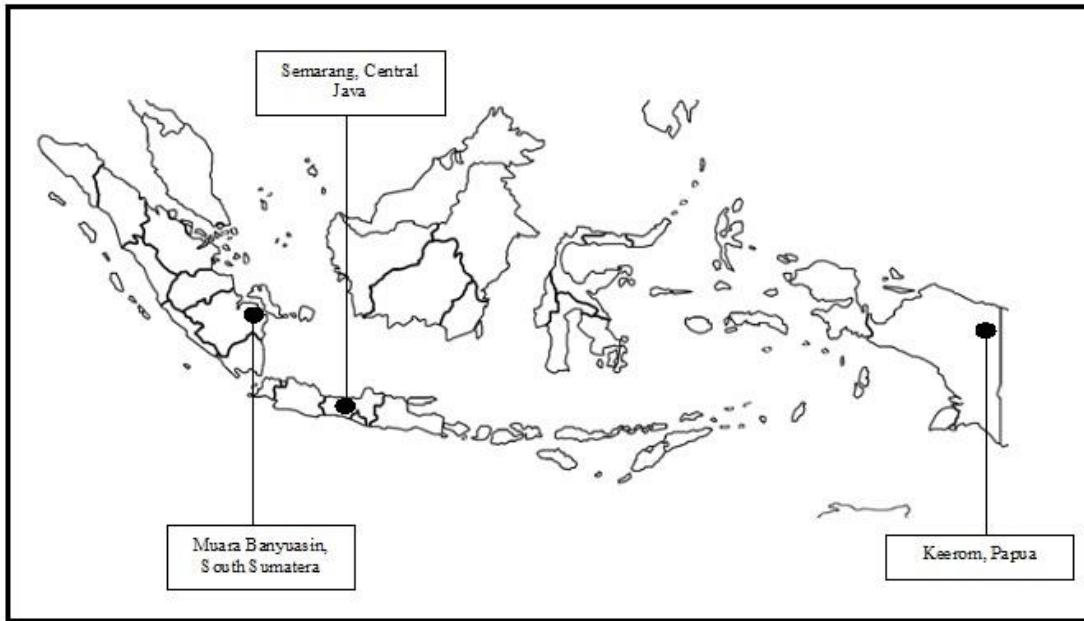 Semarang, Central
Java
Muara Banyuasin,
South Sumatera
Keerom, Papua